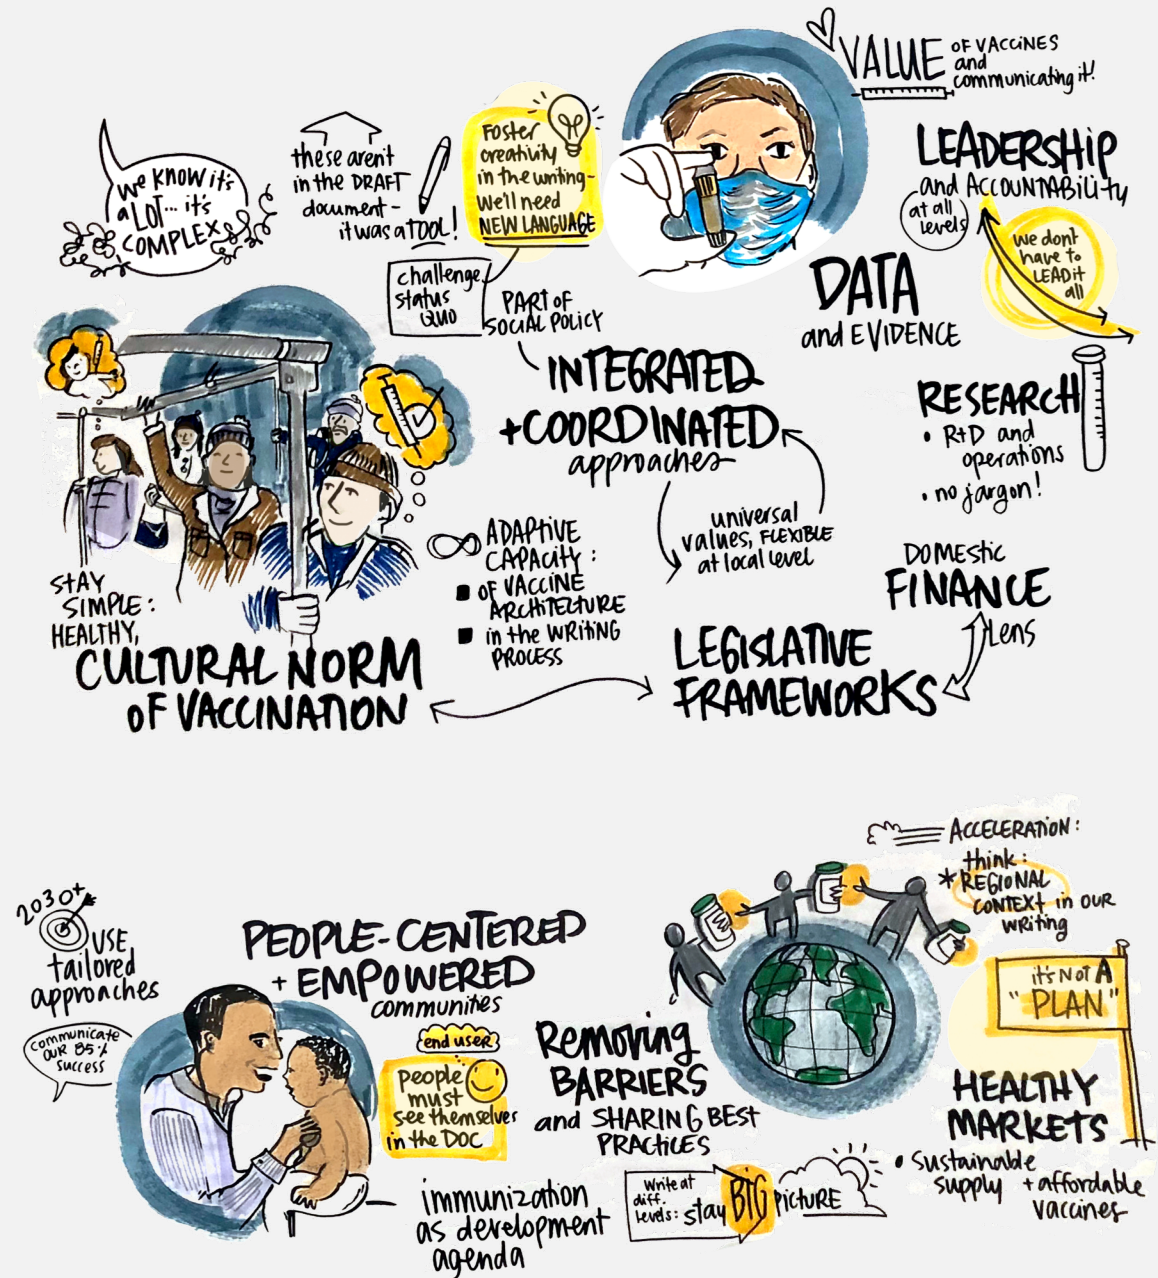 we KNOW it's
a LOT... it's
COMPLEX
these aren't
in the DRAFT
document -
it was a TOOL!
FOSTER
creativity
in the writing -
We'll need
NEW LANGUAGE
challenge
status
QUO
PART OF
SOCIAL POLICY
VALUE OF VACCINES
and
communicating it!
LEADERSHIP
and ACCOUNTABILITY
at all
levels
we don't
have to
LEAD it
all
DATA
and EVIDENCE
INTEGRATED
+ COORDINATED
approaches
universal
values, FLEXIBLE
at local level
RESEARCH
• R+D and
operations
• no jargon!
DOMESTIC
FINANCE
Lens
LEGISLATIVE
FRAMEWORKS
ADAPTIVE
CAPACITY:
■ OF VACCINE
ARCHITECTURE
■ in the WRITING
PROCESS
STAY
SIMPLE:
HEALTHY,
CULTURAL NORM
OF VACCINATION
2030+
USE
tailored
approaches
communicate
OUR 85%
success
PEOPLE-CENTERED
+ EMPOWERED
communities
end user
people
must
see themselves
in the DOC
immunization
as development
agenda
Removing
BARRIERS
and SHARING BEST
PRACTICES
Write at
diff.
levels: stay BIG PICTURE
ACCELERATION:
think:
* REGIONAL
CONTEXT in OUR
WRiting
it's NOT A
"PLAN"
HEALTHY
MARKETS
• Sustainable
supply + affordable
vaccines